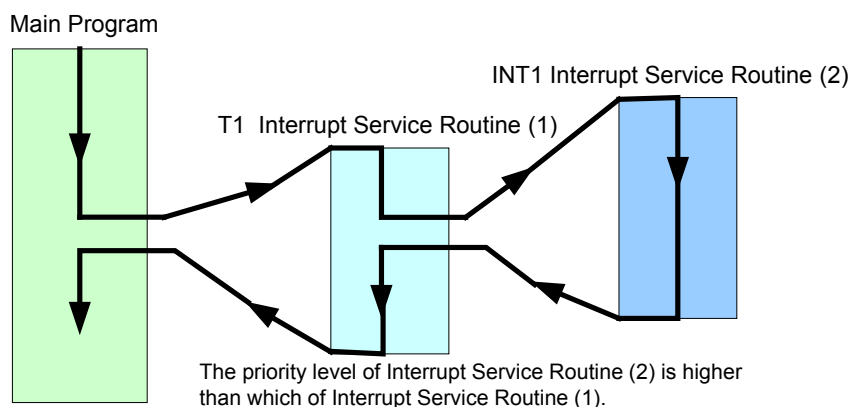 Main Program
INT1 Interrupt Service Routine (2)
T1 Interrupt Service Routine (1)
The priority level of Interrupt Service Routine (2) is higher
than which of Interrupt Service Routine (1).